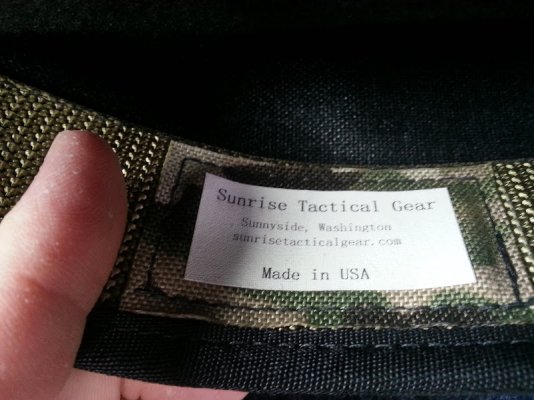 Sunrise Tactical Gear
Sunnyside, Washington
sunrisetacticalgear.com
Made in USA